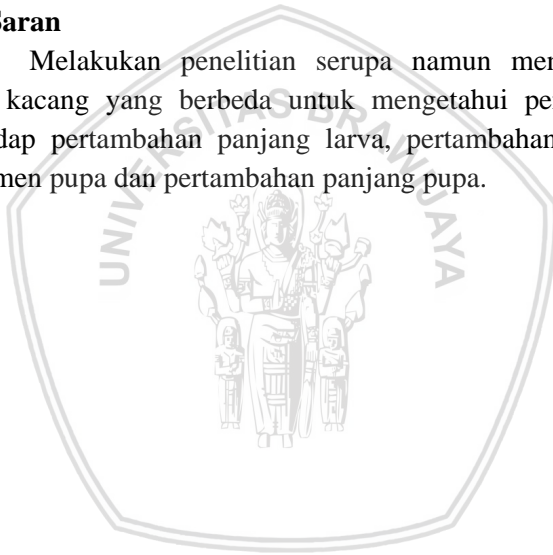 Saran
Melakukan penelitian serupa namun men
kacang yang berbeda untuk mengetahui pe
dap pertambahan panjang larva, pertambahan
men pupa dan pertambahan panjang pupa.
UNIVERSITAS BRAWIJAYA